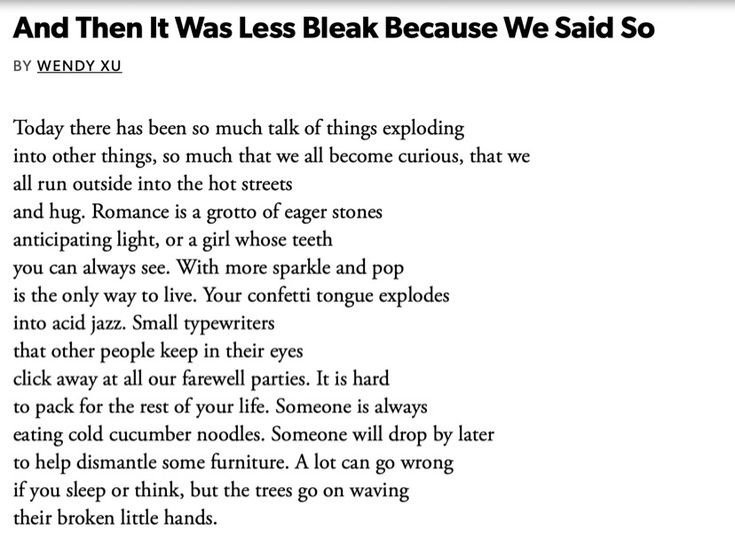 And Then It Was Less Bleak Because We Said So
BY WENDY XU
Today there has been so much talk of things exploding
into other things, so much that we all become curious, that we
all run outside into the hot streets
and hug. Romance is a grotto of eager stones
anticipating light, or a girl whose teeth
you can always see. With more sparkle and pop
is the only way to live. Your confetti tongue explodes
into acid jazz. Small typewriters
that other people keep in their eyes
click away at all our farewell parties. It is hard
to pack for the rest of your life. Someone is always
eating cold cucumber noodles. Someone will drop by later
to help dismantle some furniture. A lot can go wrong
if you sleep or think, but the trees go on waving
their broken little hands.